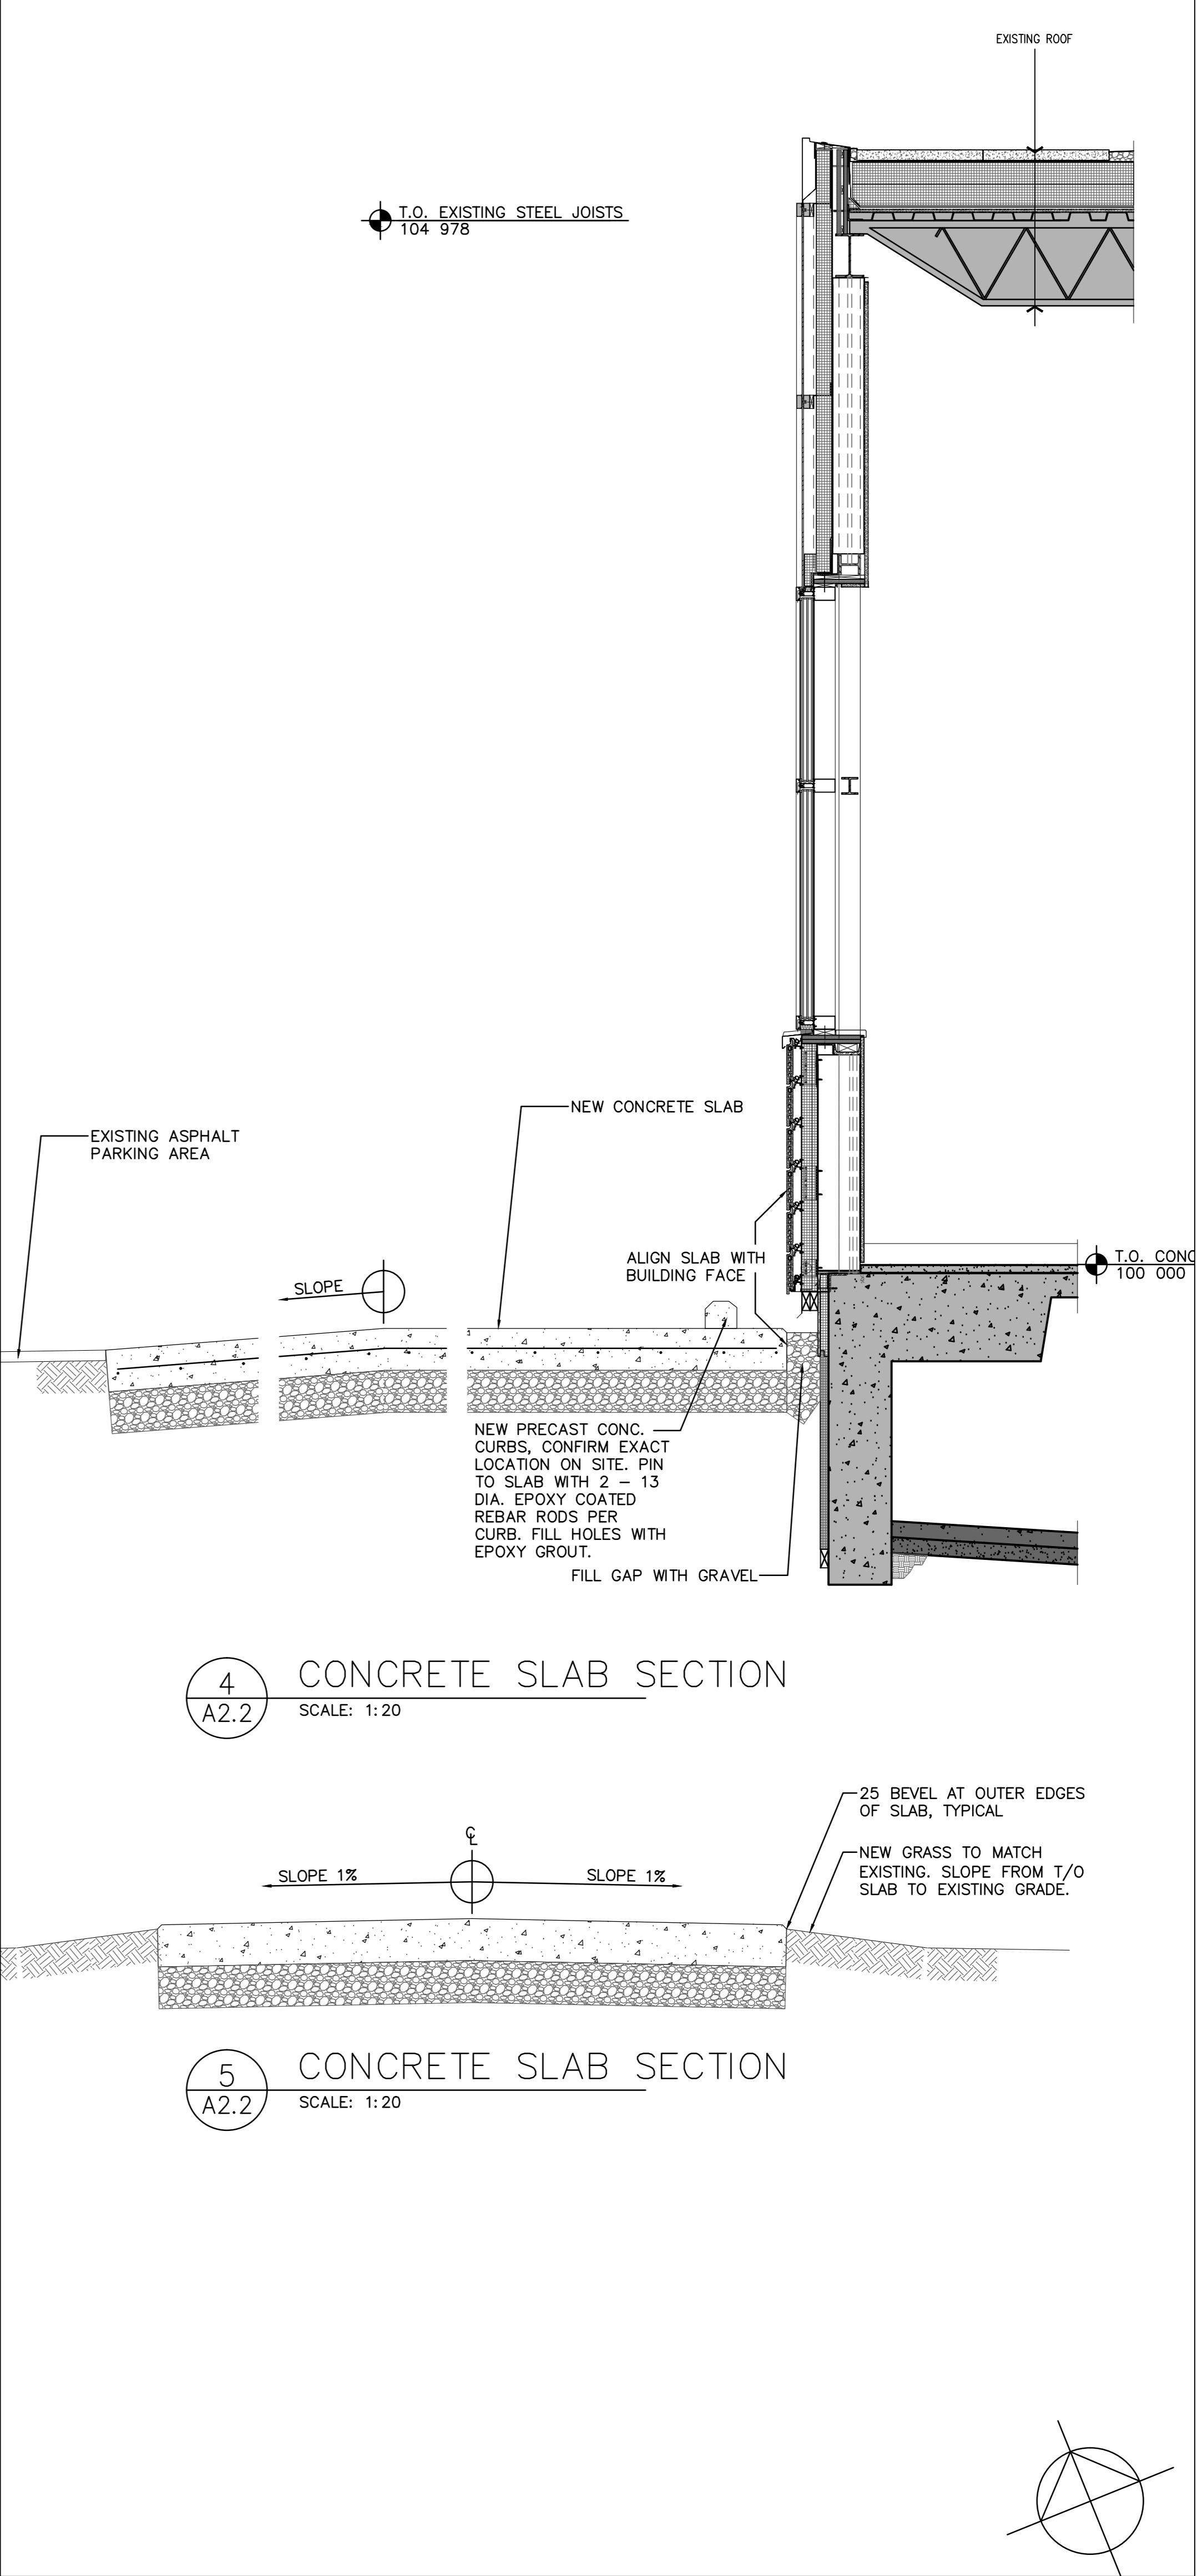 EXISTING ROOF
T.O. EXISTING STEEL JOISTS
104 978
NEW CONCRETE SLAB
EXISTING ASPHALT
PARKING AREA
ALIGN SLAB WITH
BUILDING FACE
T.O. CONC
100 000
SLOPE
NEW PRECAST CONC.
CURBS, CONFIRM EXACT
LOCATION ON SITE. PIN
TO SLAB WITH 2 – 13
DIA. EPOXY COATED
REBAR RODS PER
CURB. FILL HOLES WITH
EPOXY GROUT.
FILL GAP WITH GRAVEL
4
A2.2
CONCRETE SLAB SECTION
SCALE: 1:20
25 BEVEL AT OUTER EDGES
OF SLAB, TYPICAL
NEW GRASS TO MATCH
EXISTING. SLOPE FROM T/O
SLAB TO EXISTING GRADE.
℄
SLOPE 1%
SLOPE 1%
5
A2.2
CONCRETE SLAB SECTION
SCALE: 1:20